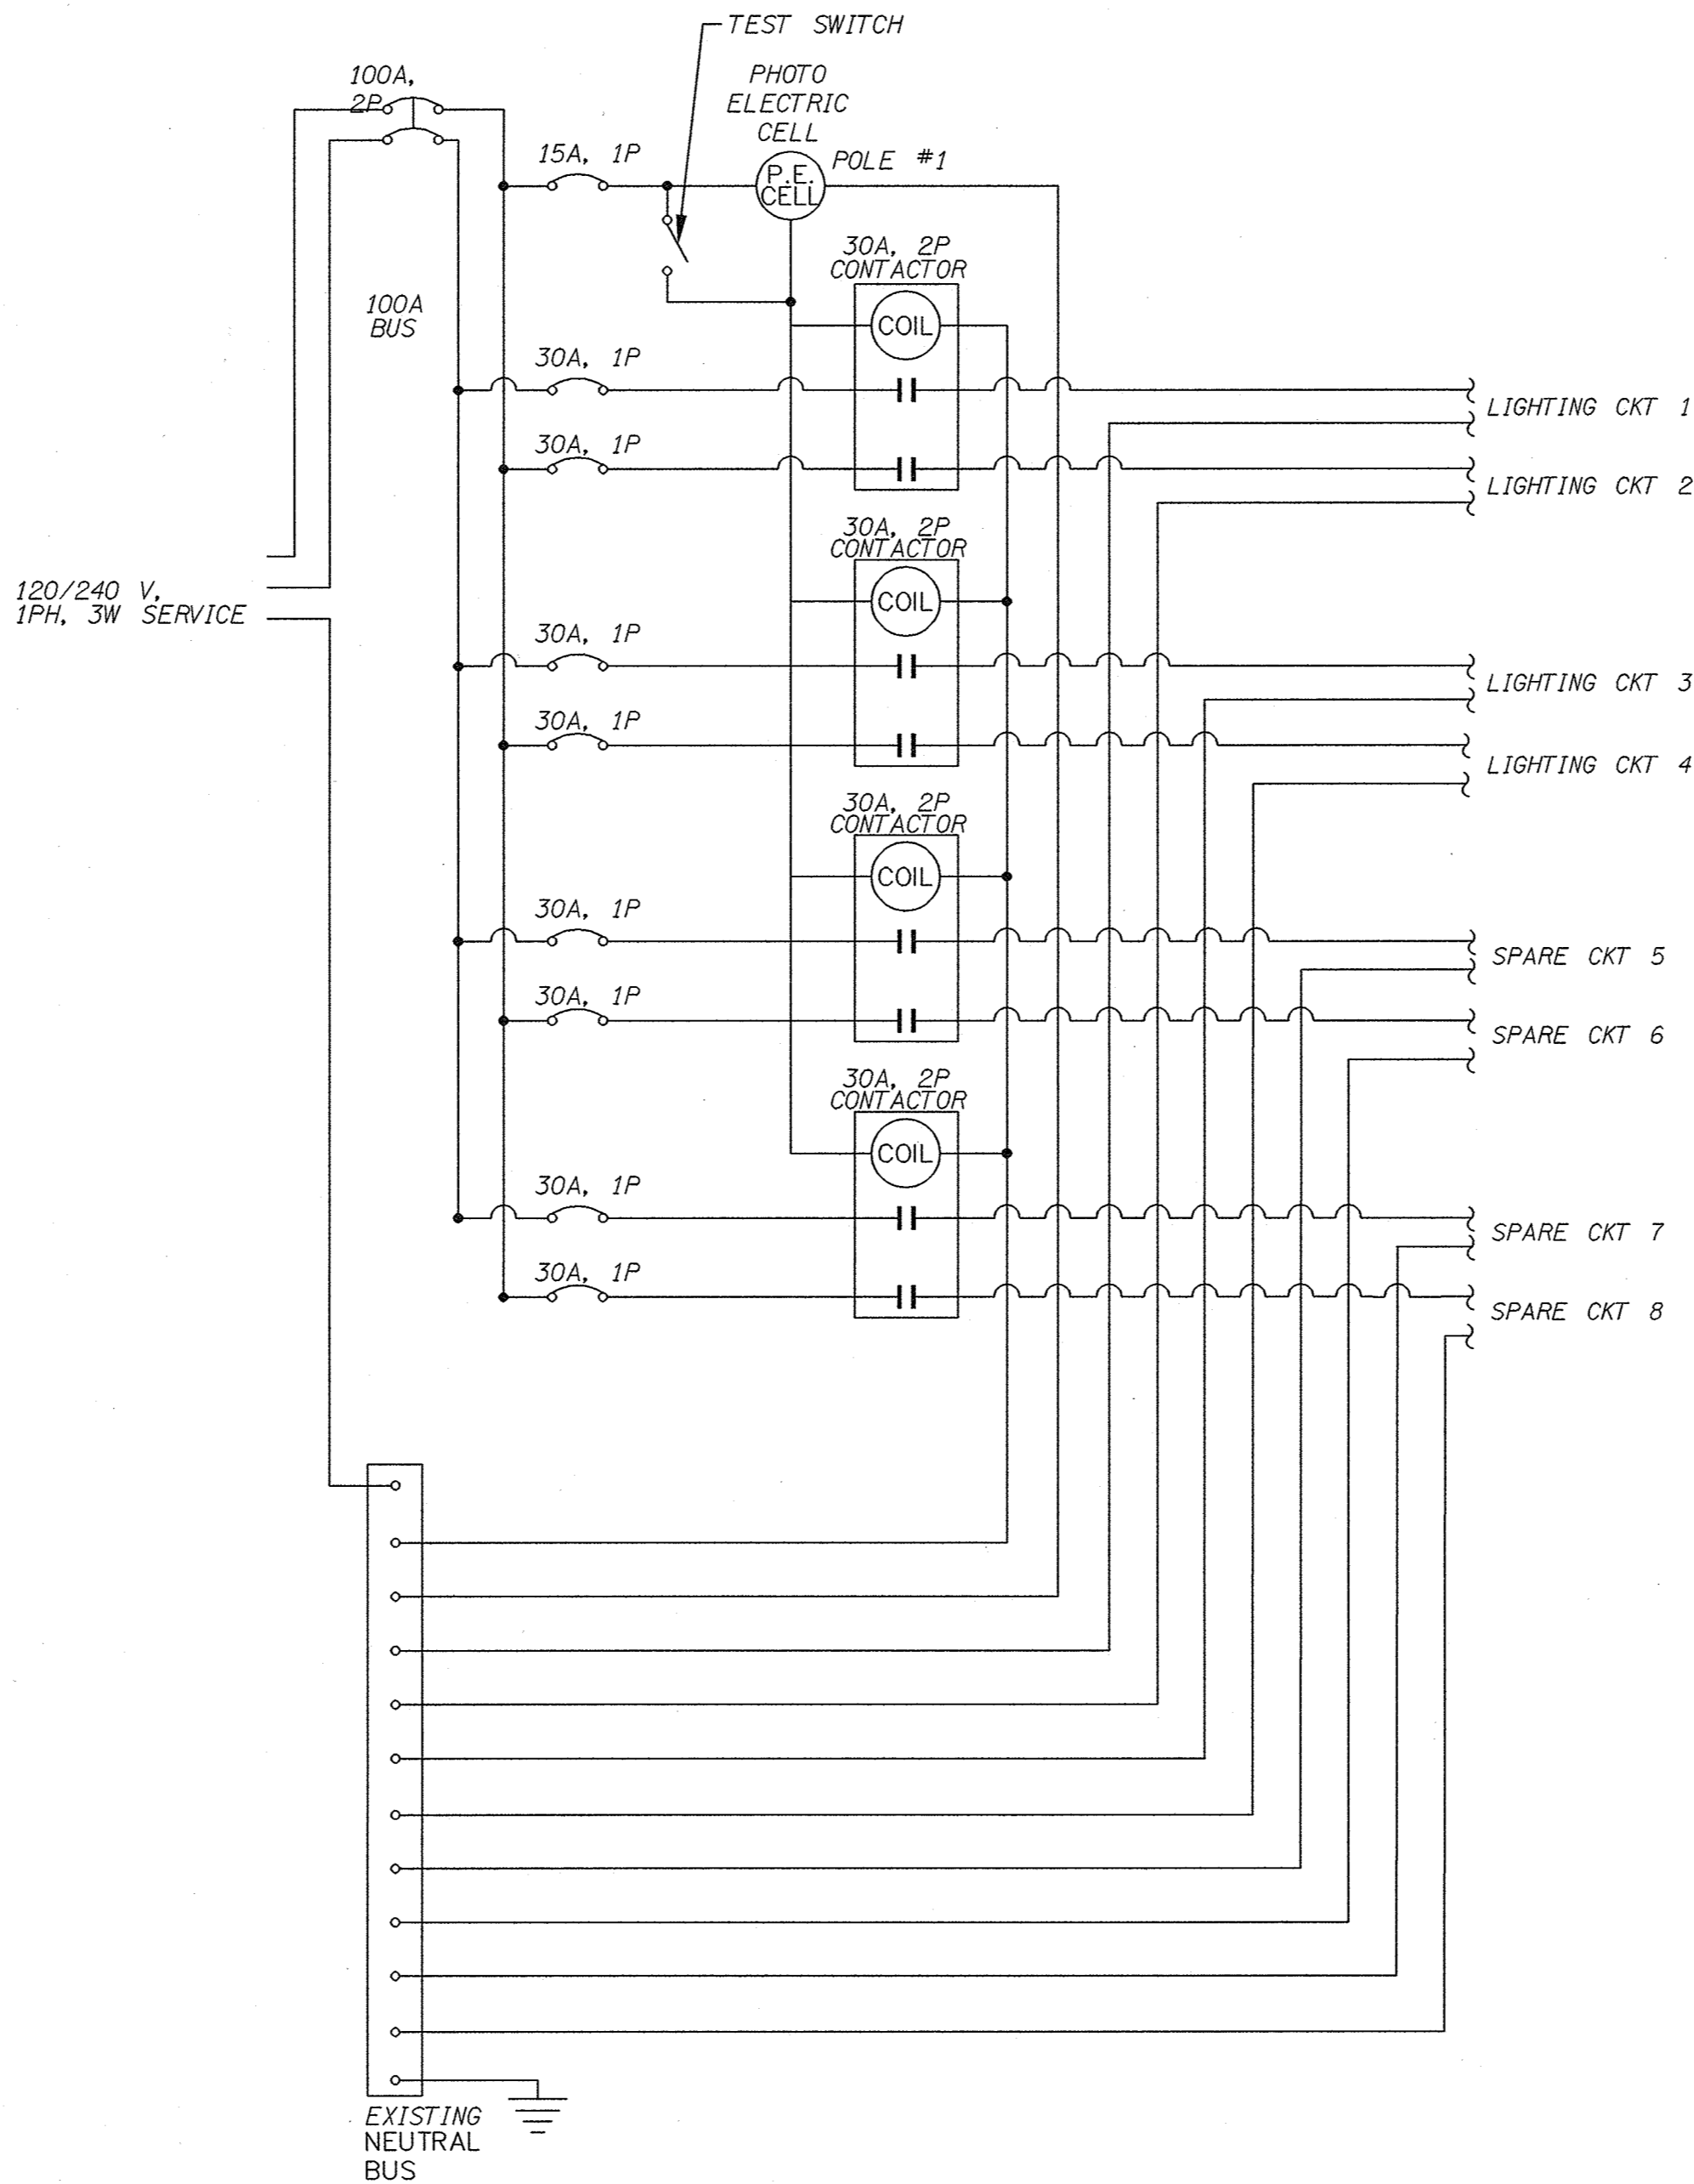 TEST SWITCH
100A,
2P
PHOTO
ELECTRIC
CELL
15A, 1P
P.E.
CELL
POLE #1
30A, 2P
CONTACTOR
100A
BUS
COIL
30A, 1P
LIGHTING CKT 1
30A, 1P
LIGHTING CKT 2
30A, 2P
CONTACTOR
120/240 V,
1PH, 3W SERVICE
COIL
30A, 1P
LIGHTING CKT 3
30A, 1P
LIGHTING CKT 4
30A, 2P
CONTACTOR
COIL
30A, 1P
SPARE CKT 5
30A, 1P
SPARE CKT 6
30A, 2P
CONTACTOR
COIL
30A, 1P
SPARE CKT 7
30A, 1P
SPARE CKT 8
EXISTING
NEUTRAL
BUS